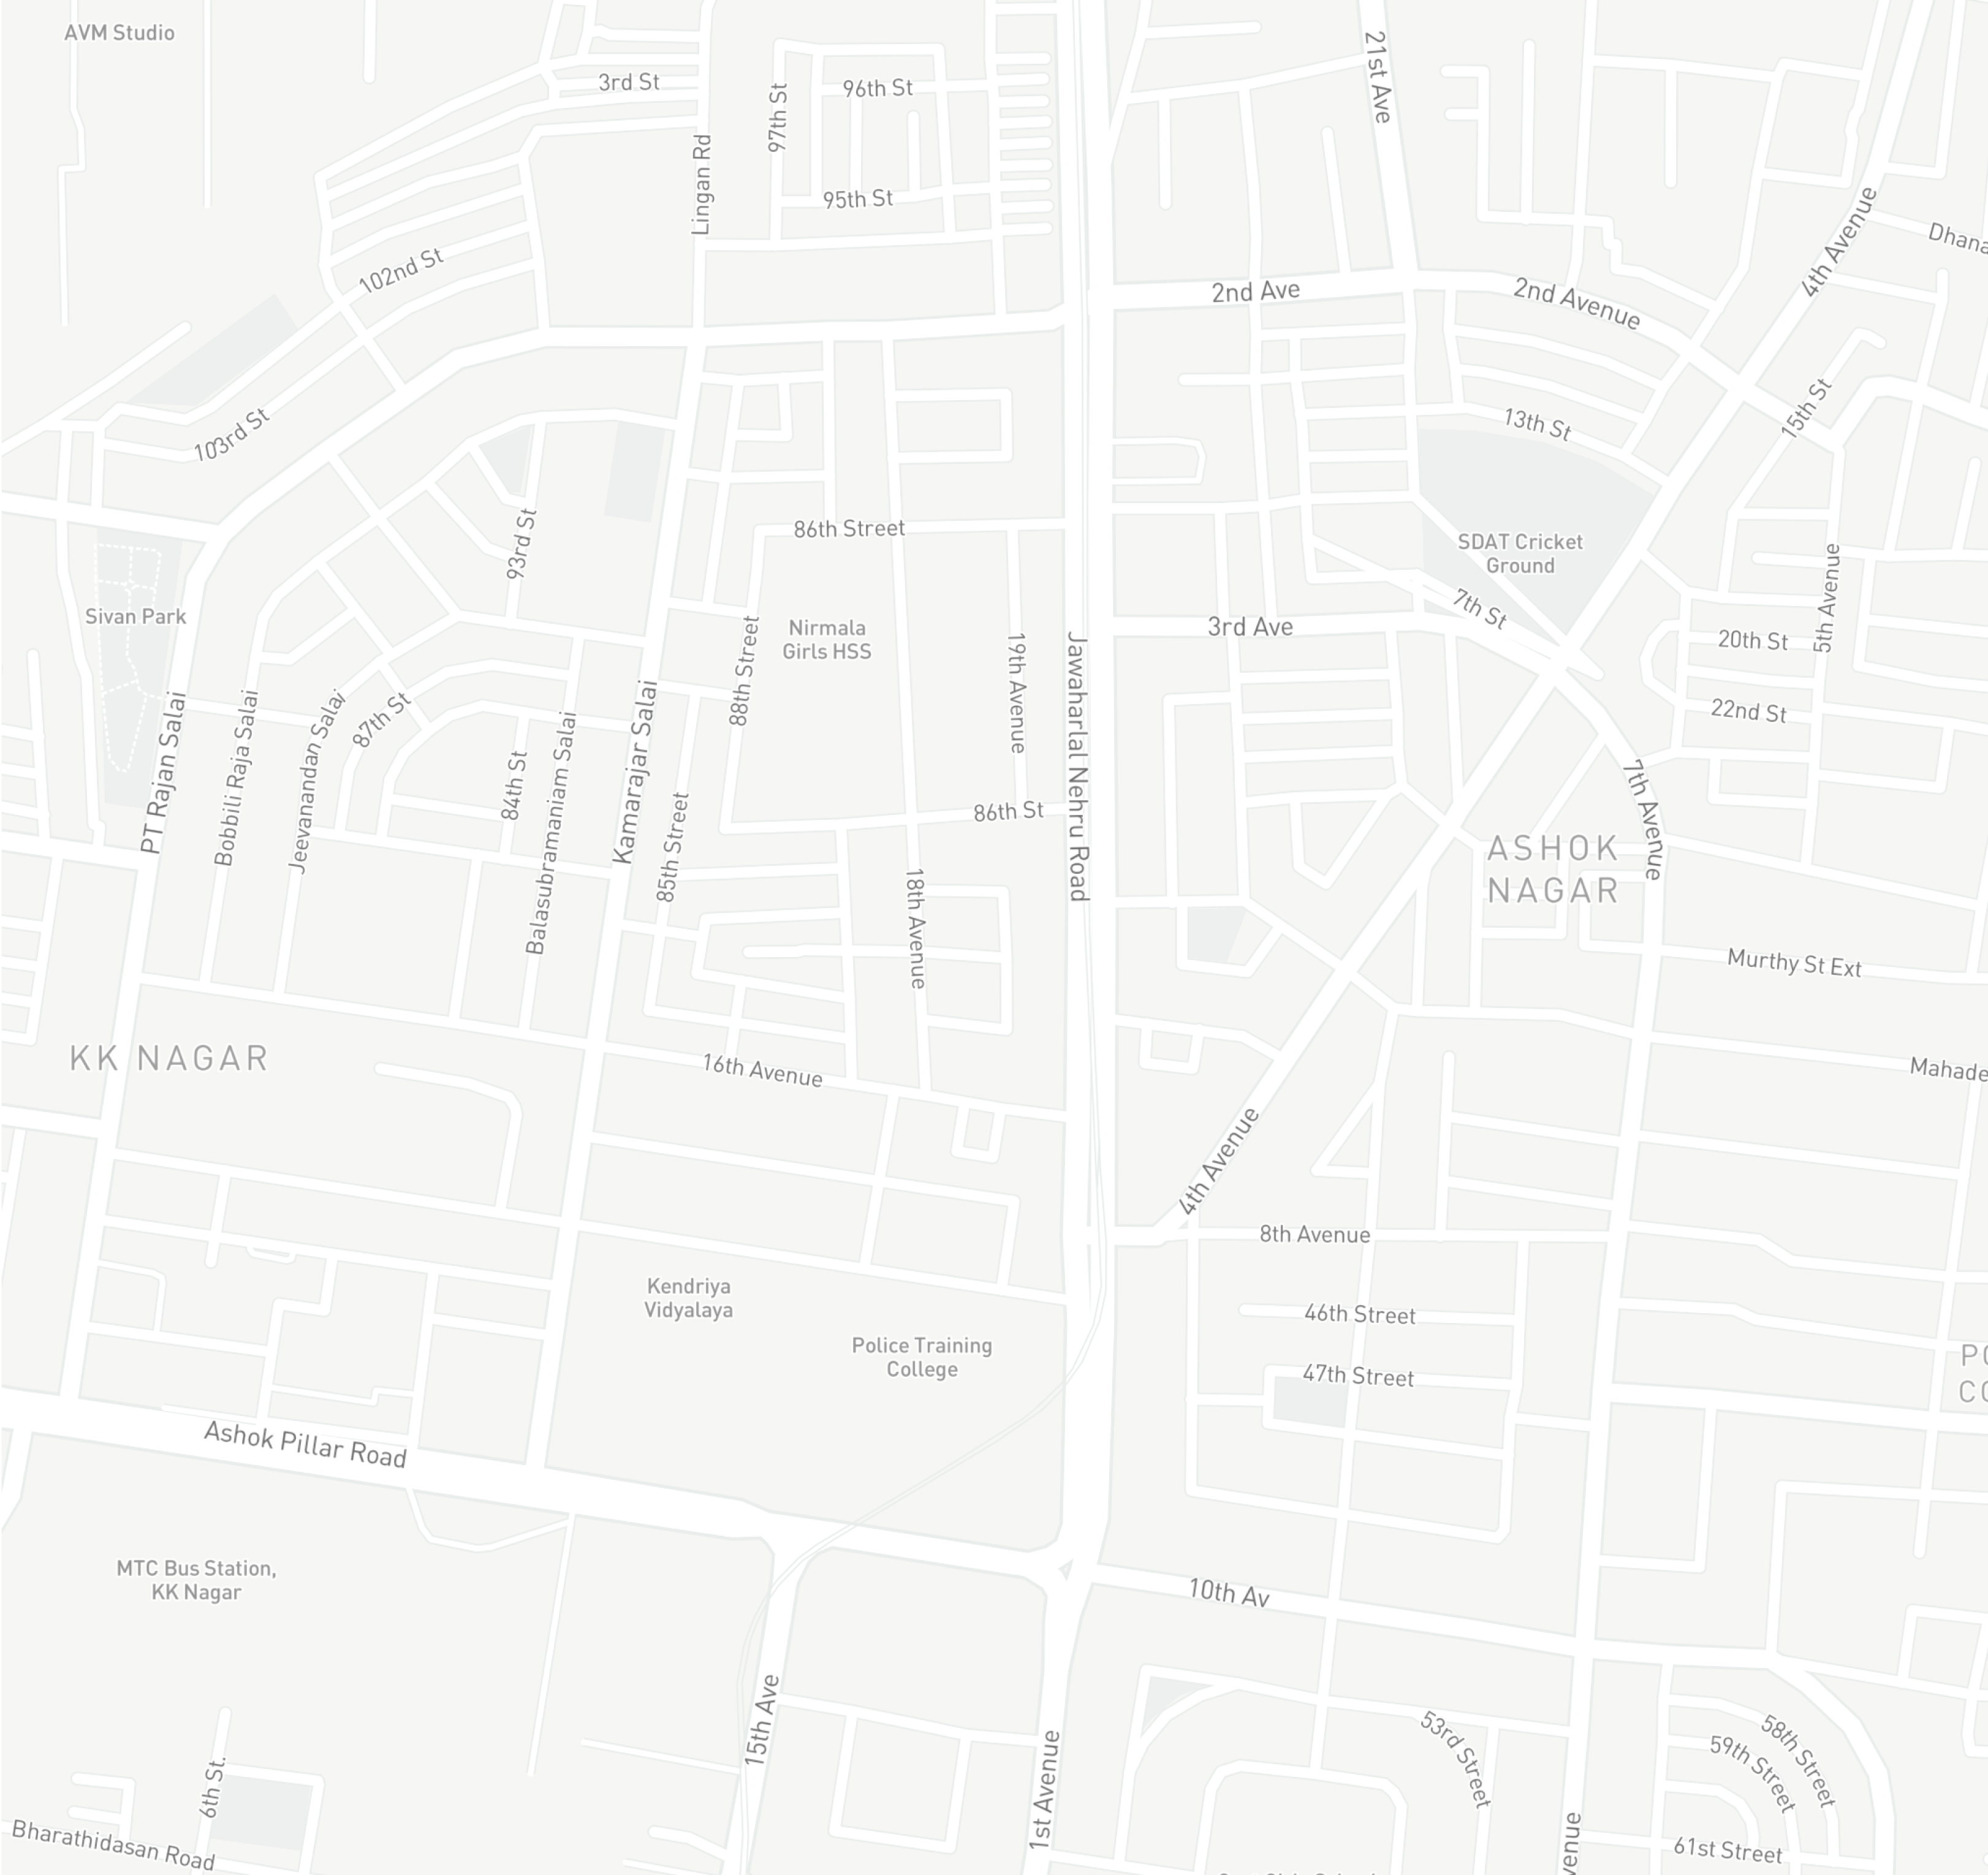 AVM Studio
3rd St
Lingan Rd
97th St
96th St
95th St
21st Ave
4th Avenue
102nd St
2nd Ave
2nd Avenue
103rd St
13th St
15th St
93rd St
86th Street
SDAT Cricket
Ground
7th St
5th Avenue
Sivan Park
Nirmala
Girls HSS
88th Street
19th Avenue
Jawaharlal Nehru Road
3rd Ave
20th St
22nd St
PT Rajan Salai
Bobbili Raja Salai
Jeevanandan Salai
87th St
84th St
Balasubramaniam Salai
Kamarajar Salai
85th Street
86th St
7th Avenue
ASHOK
NAGAR
18th Avenue
Murthy St Ext
KK NAGAR
16th Avenue
4th Avenue
8th Avenue
Kendriya
Vidyalaya
46th Street
Police Training
College
47th Street
Ashok Pillar Road
MTC Bus Station,
KK Nagar
10th Av
15th Ave
1st Avenue
53rd Street
58th Street
59th Street
6th St.
61st Street
Bharathidasan Road